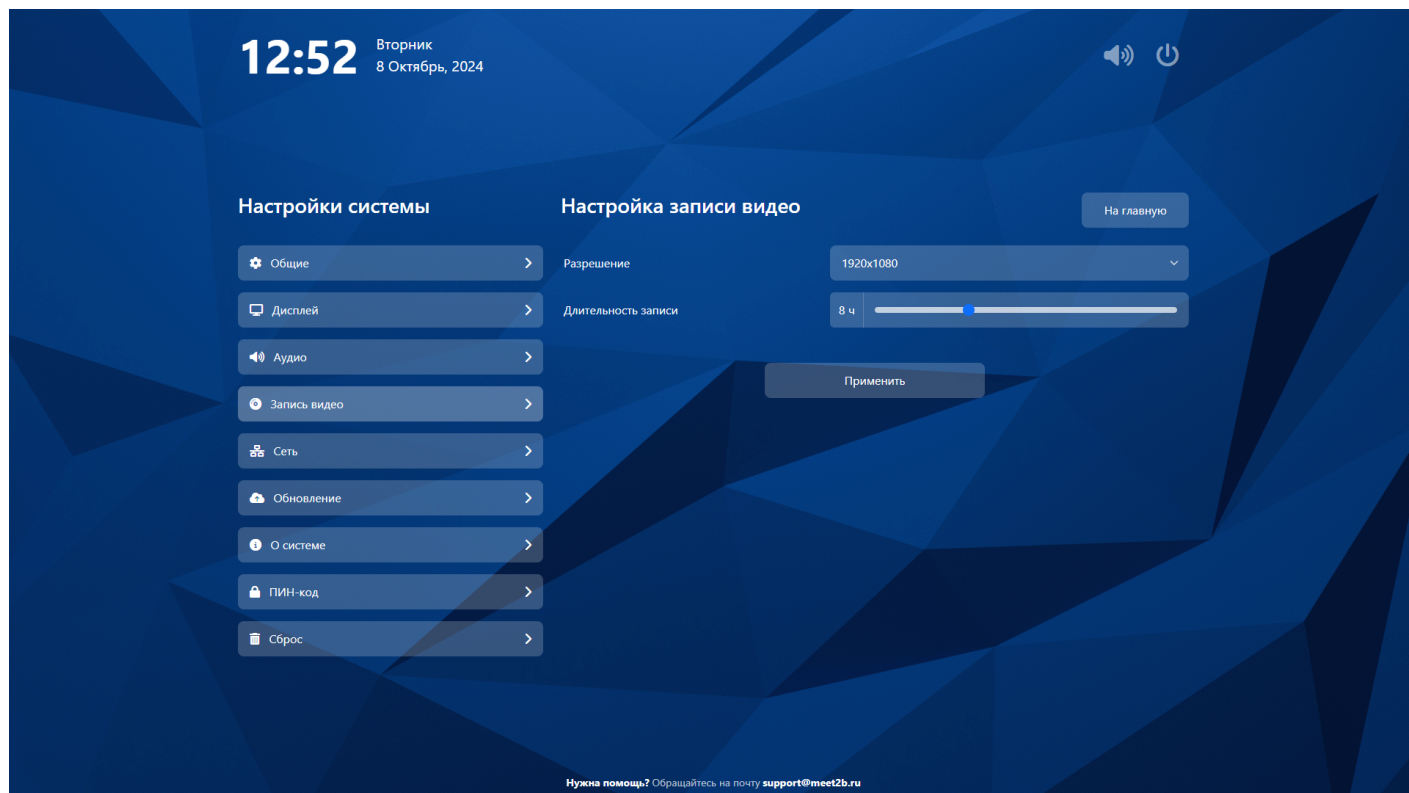 12:52
Вторник
8 Октябрь, 2024
Настройки системы
Общие
Дисплей
Аудио
Запись видео
Сеть
Обновление
О системе
ПИН-код
Сброс
Настройка записи видео
На главную
Разрешение
1920x1080
Длительность записи
8 ч
Применить
Нужна помощь? Обращайтесь на почту support@meet2b.ru